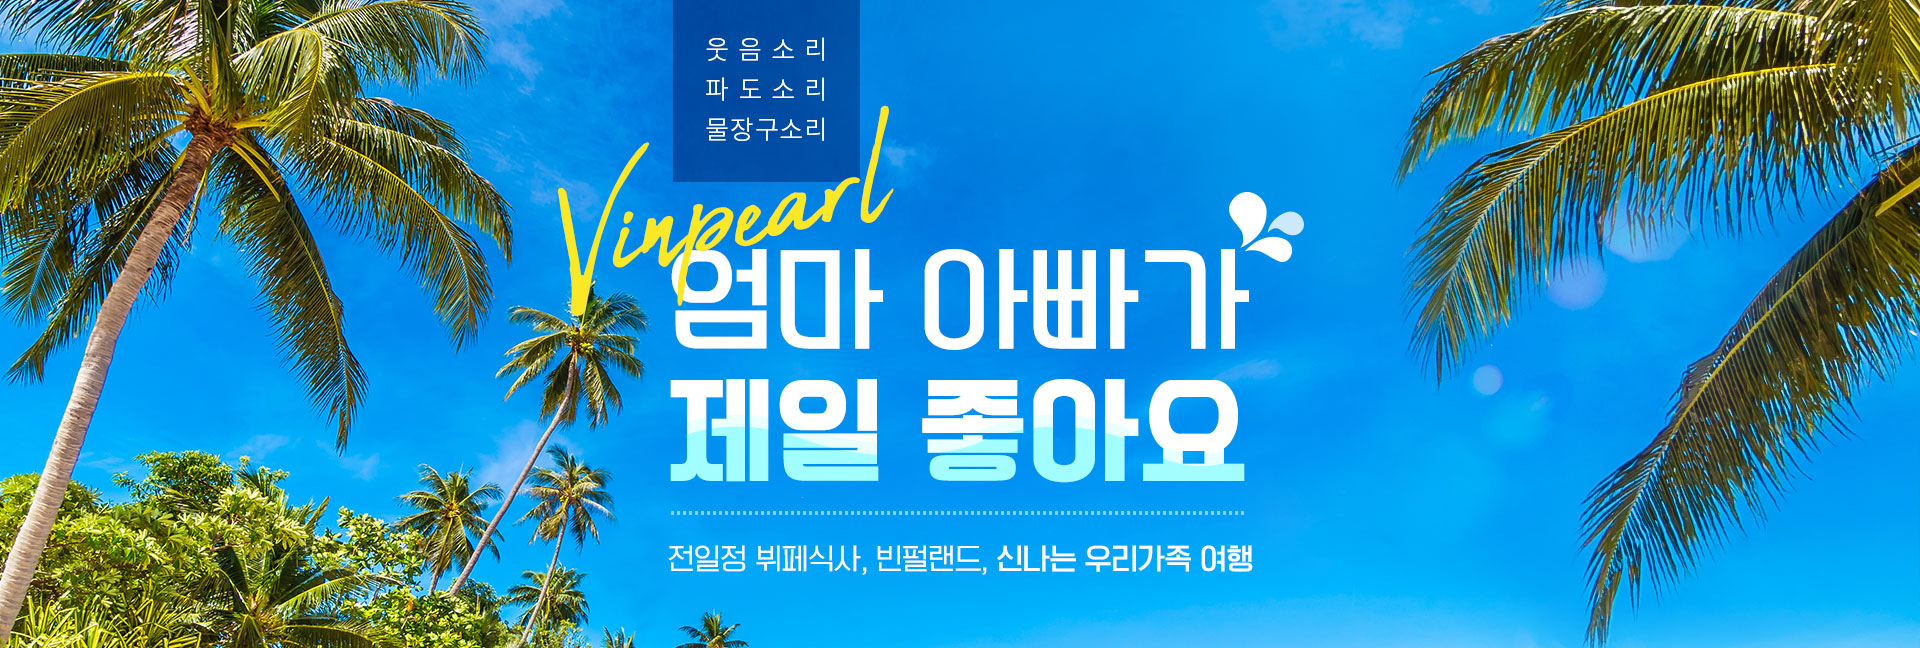 웃음소리
파도소리
물장구소리
Vinpearl
엄마 아빠가
제일 좋아요
전일정 뷔페식사, 빈펄랜드, 신나는 우리가족 여행